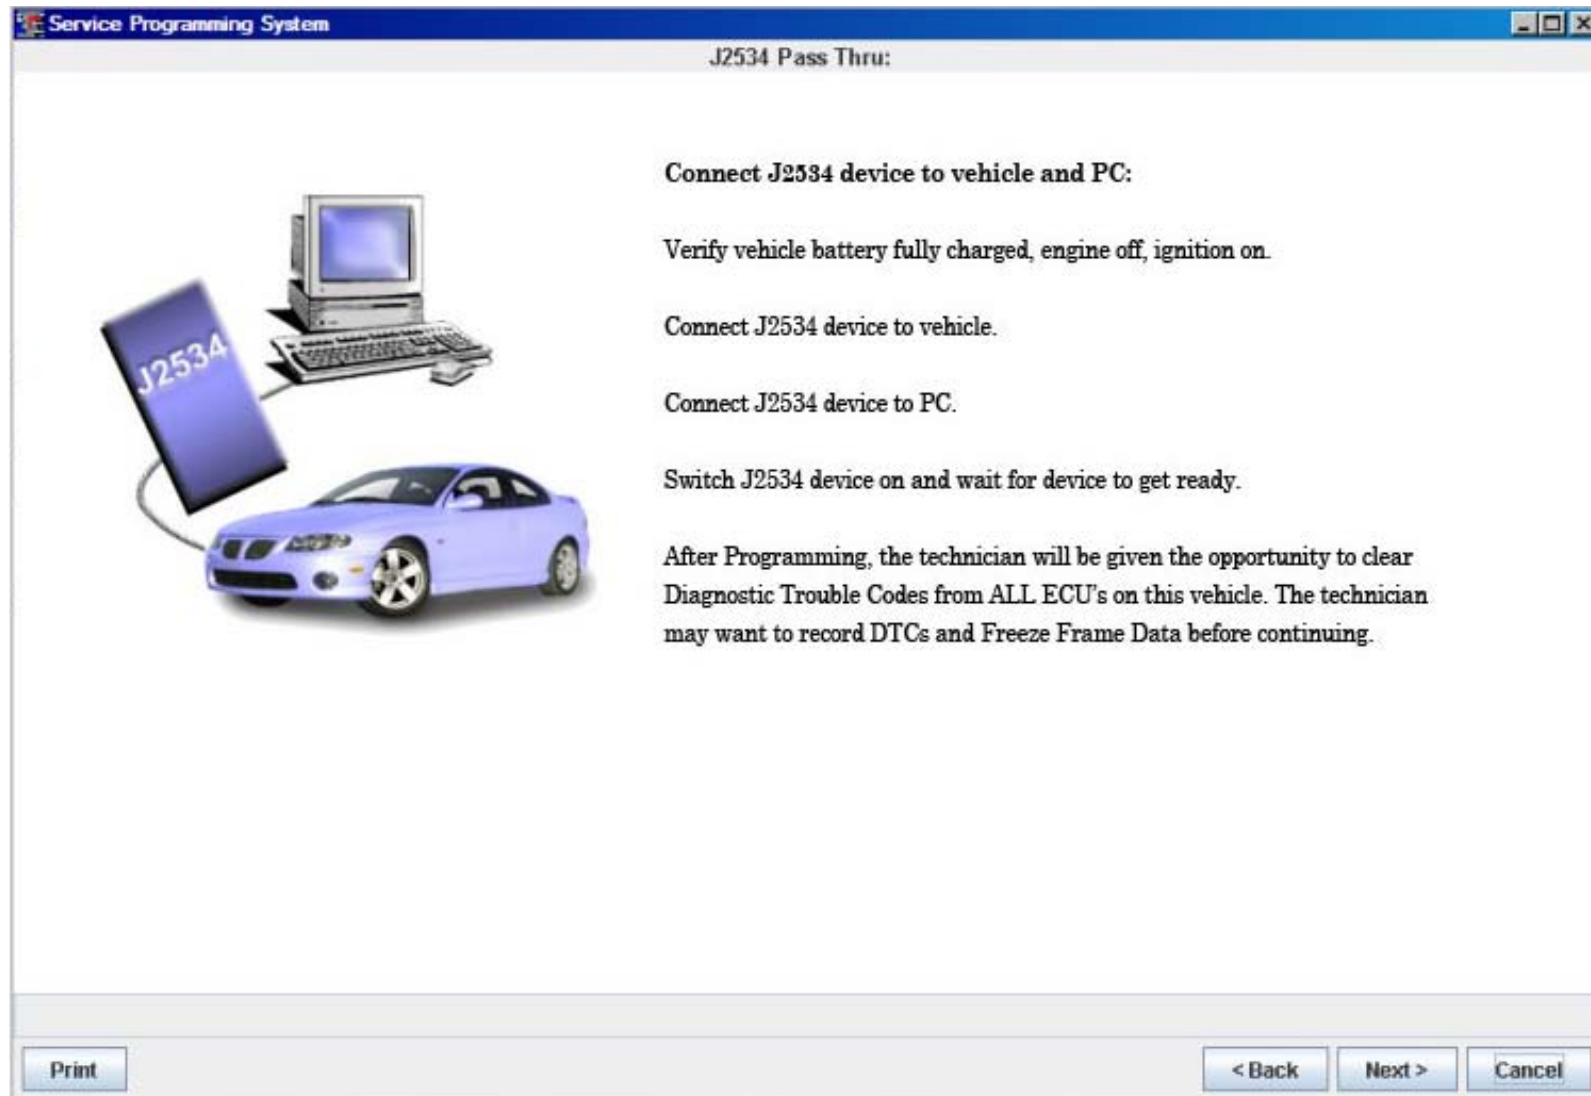 Service Programming System
J2534 Pass Thru:
Connect J2534 device to vehicle and PC:
Verify vehicle battery fully charged, engine off, ignition on.
Connect J2534 device to vehicle.
J2534
Connect J2534 device to PC.
Switch J2534 device on and wait for device to get ready.
After Programming, the technician will be given the opportunity to clear
Diagnostic Trouble Codes from ALL ECU's on this vehicle. The technician
may want to record DTCs and Freeze Frame Data before continuing.
Print
< Back
Next >
Cancel